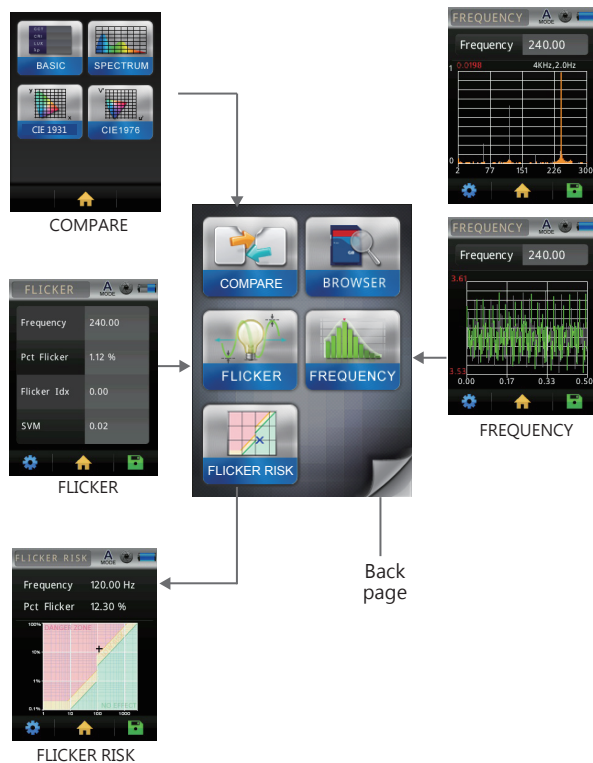 BASIC
SPECTRUM
CIE 1931
CIE1976
COMPARE
FREQUENCY
A
MODE
Frequency 240.00
1 0.0198 4KHz,2.0Hz
0
2 77 151 226 300
FREQUENCY
A
MODE
Frequency 240.00
3.61
3.53
0.00 0.17 0.33 0.50
FREQUENCY
COMPARE
BROWSER
FLICKER
FREQUENCY
FLICKER RISK
Back
page
FLICKER
A
MODE
Frequency 240.00
Pct Flicker 1.12 %
Flicker Idx 0.00
SVM 0.02
FLICKER
FLICKER RISK
A
MODE
Frequency 120.00 Hz
Pct Flicker 12.30 %
100%
DANGER ZONE
10%
1%
0.1%
NO EFFECT
1 10 100 1000
FLICKER RISK